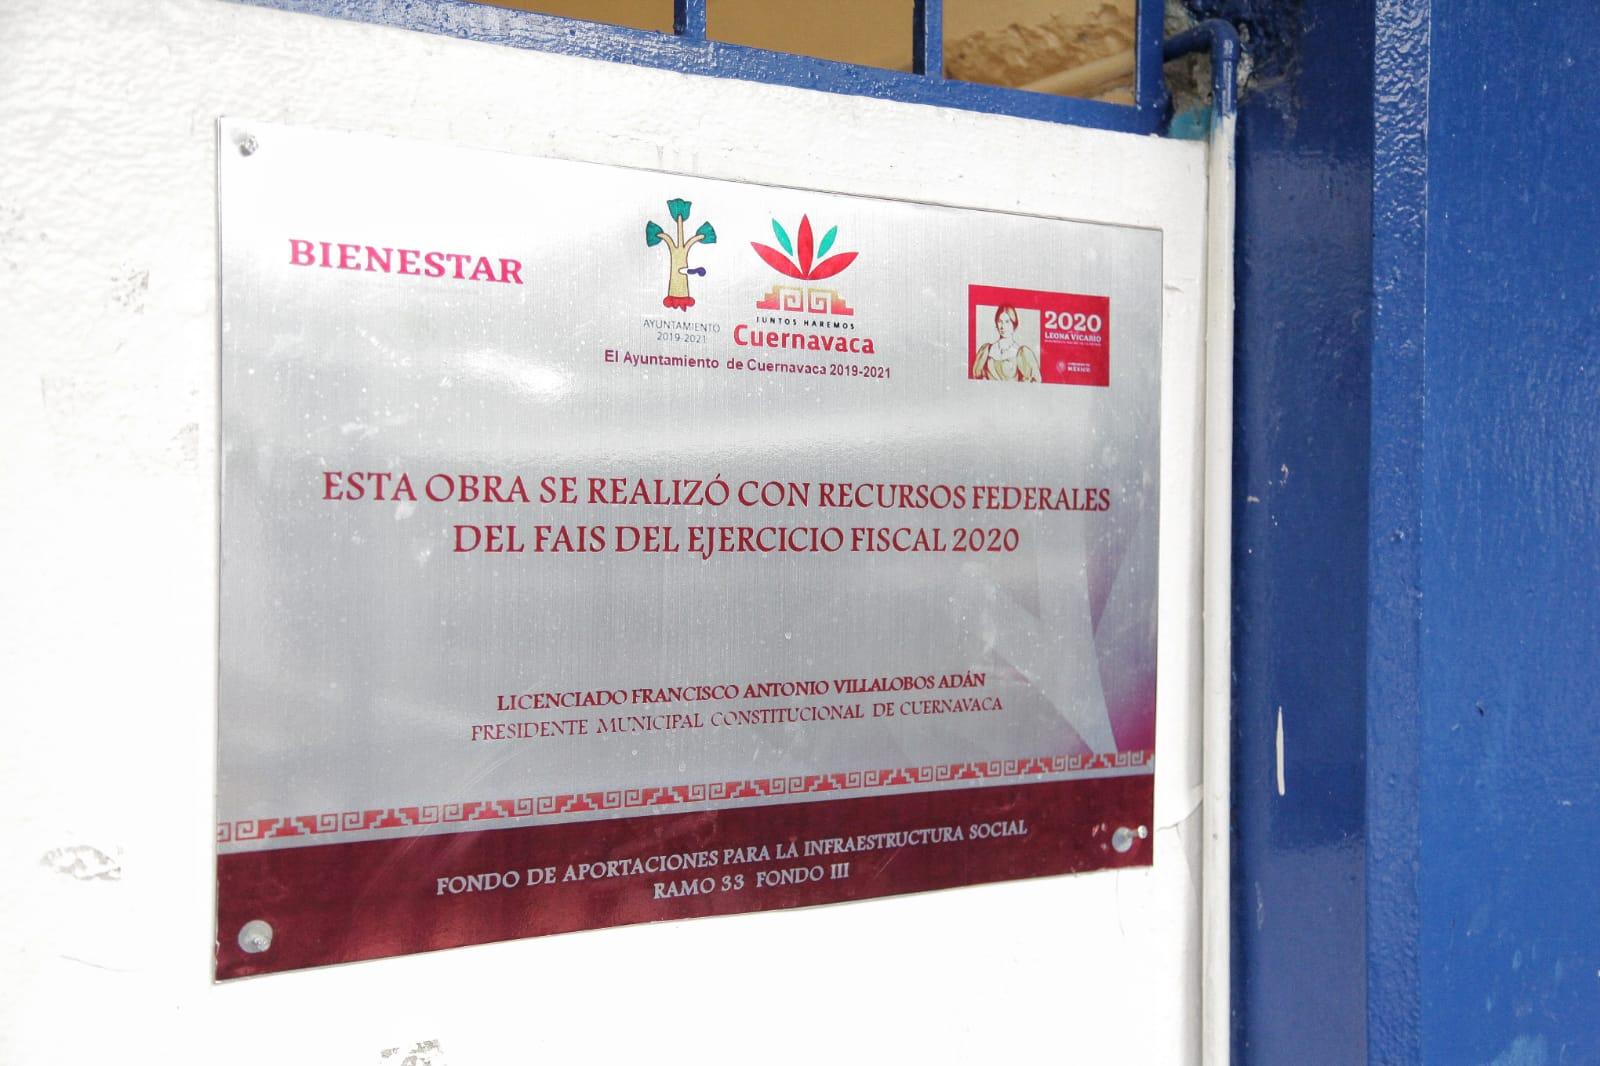 BIENESTAR
AYUNTAMIENTO
2019-2021
JUNTOS HAREMOS
Cuernavaca
El Ayuntamiento de Cuernavaca 2019-2021
2020
LEONA VICARIO
MÉXICO
ESTA OBRA SE REALIZÓ CON RECURSOS FEDERALES
DEL FAIS DEL EJERCICIO FISCAL 2020
LICENCIADO FRANCISCO ANTONIO VILLALOBOS ADÁN
PRESIDENTE MUNICIPAL CONSTITUCIONAL DE CUERNAVACA
FONDO DE APORTACIONES PARA LA INFRAESTRUCTURA SOCIAL
RAMO 33 FONDO III